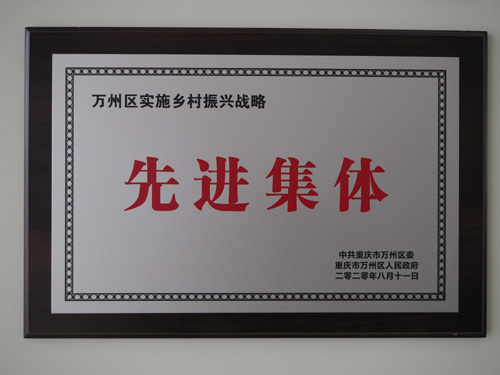 万州区实施乡村振兴战略
先进集体
中共重庆市万州区委
重庆市万州区人民政府
二零二零年八月十一日